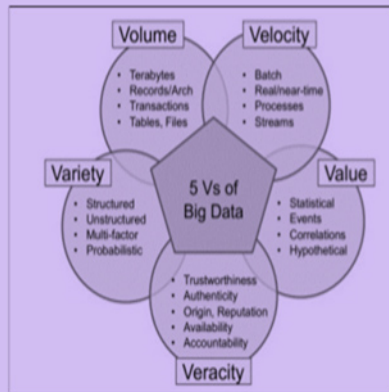 Volume
• Terabytes
• Records/Arch
• Transactions
• Tables, Files
Velocity
• Batch
• Real/near-time
• Processes
• Streams
Variety
• Structured
• Unstructured
• Multi-factor
• Probabilistic
5 Vs of
Big Data
Value
• Statistical
• Events
• Correlations
• Hypothetical
• Trustworthiness
• Authenticity
• Origin, Reputation
• Availability
• Accountability
Veracity